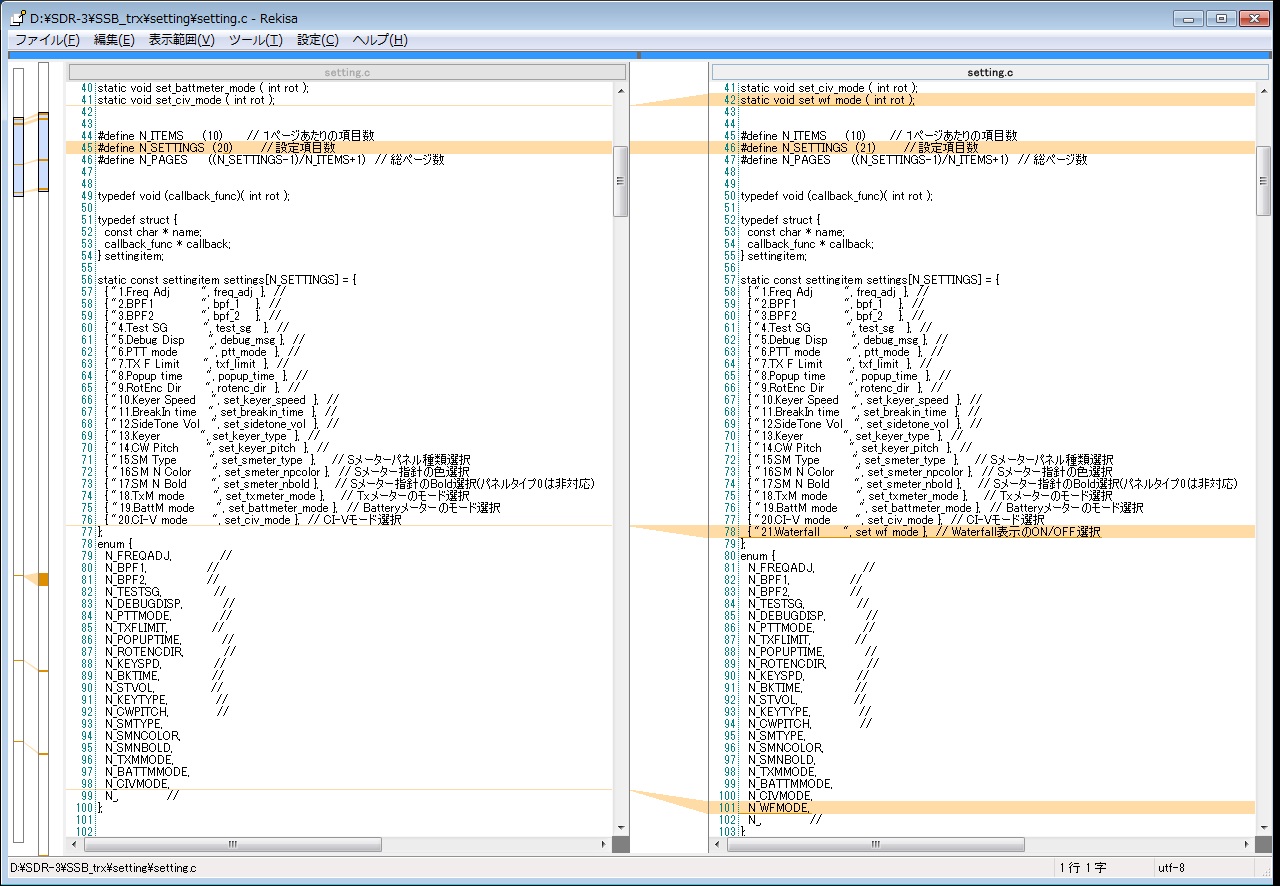 D:¥SDR-3¥SSB_trx¥setting¥setting.c - Rekisa
ファイル(F) 編集(E) 表示範囲(V) ツール(T) 設定(C) ヘルプ(H)
setting.c
40 static void set_battmeter_mode ( int rot );
41 static void set_civ_mode ( int rot );
42
43
44 #define N_ITEMS (10) // 1ページあたりの項目数
45 #define N_SETTINGS (20) // 設定項目数
46 #define N_PAGES ((N_SETTINGS-1)/N_ITEMS+1) // 総ページ数
47
48
49 typedef void (callback_func)( int rot );
50
51 typedef struct {
52 const char * name;
53 callback_func * callback;
54 } settingitem;
55
56 static const settingitem settings[N_SETTINGS] = {
57 { "1.Freq Adj ", freq_adj }, //
58 { "2.BPF1 ", bpf_1 }, //
59 { "3.BPF2 ", bpf_2 }, //
60 { "4.Test SG ", test_sg }, //
61 { "5.Debug Disp ", debug_msg }, //
62 { "6.PTT mode ", ptt_mode }, //
63 { "7.TX F Limit ", txf_limit }, //
64 { "8.Popup time ", popup_time }, //
65 { "9.RotEnc Dir ", rotenc_dir }, //
66 { "10.Keyer Speed ", set_keyer_speed }, //
67 { "11.BreakIn time ", set_breakin_time }, //
68 { "12.SideTone Vol ", set_sidetone_vol }, //
69 { "13.Keyer ", set_keyer_type }, //
70 { "14.CW Pitch ", set_keyer_pitch }, //
71 { "15.SM Type ", set_smeter_type }, // Sメーターパネル種類選択
72 { "16SM N Color ", set_smeter_npcolor }, // Sメーター指針の色選択
73 { "17.SM N Bold ", set_smeter_nbold }, // Sメーター指針のBold選択(パネルタイプ0は非対応)
74 { "18.TxM mode ", set_txmeter_mode }, // Txメーターのモード選択
75 { "19.BattM mode ", set_battmeter_mode }, // Batteryメーターのモード選択
76 { "20.CI-V mode ", set_civ_mode }, // CI-Vモード選択
77 };
78 enum {
79 N_FREQADJ, //
80 N_BPF1, //
81 N_BPF2, //
82 N_TESTSG, //
83 N_DEBUGDISP, //
84 N_PTTMODE, //
85 N_TXFLIMIT, //
86 N_POPUPTIME, //
87 N_ROTENCDIR, //
88 N_KEYSPD, //
89 N_BKTIME, //
90 N_STVOL, //
91 N_KEYTYPE, //
92 N_CWPITCH, //
93 N_SMTYPE,
94 N_SMNCOLOR,
95 N_SMNBOLD,
96 N_TXMMODE,
97 N_BATTMMODE,
98 N_CIVMODE,
99 N_, //
100 };
101
102
setting.c
41 static void set_civ_mode ( int rot );
42 static void set_wf_mode ( int rot );
43
44
45 #define N_ITEMS (10) // 1ページあたりの項目数
46 #define N_SETTINGS (21) // 設定項目数
47 #define N_PAGES ((N_SETTINGS-1)/N_ITEMS+1) // 総ページ数
48
49
50 typedef void (callback_func)( int rot );
51
52 typedef struct {
53 const char * name;
54 callback_func * callback;
55 } settingitem;
56
57 static const settingitem settings[N_SETTINGS] = {
58 { "1.Freq Adj ", freq_adj }, //
59 { "2.BPF1 ", bpf_1 }, //
60 { "3.BPF2 ", bpf_2 }, //
61 { "4.Test SG ", test_sg }, //
62 { "5.Debug Disp ", debug_msg }, //
63 { "6.PTT mode ", ptt_mode }, //
64 { "7.TX F Limit ", txf_limit }, //
65 { "8.Popup time ", popup_time }, //
66 { "9.RotEnc Dir ", rotenc_dir }, //
67 { "10.Keyer Speed ", set_keyer_speed }, //
68 { "11.BreakIn time ", set_breakin_time }, //
69 { "12.SideTone Vol ", set_sidetone_vol }, //
70 { "13.Keyer ", set_keyer_type }, //
71 { "14.CW Pitch ", set_keyer_pitch }, //
72 { "15.SM Type ", set_smeter_type }, // Sメーターパネル種類選択
73 { "16SM N Color ", set_smeter_npcolor }, // Sメーター指針の色選択
74 { "17.SM N Bold ", set_smeter_nbold }, // Sメーター指針のBold選択(パネルタイプ0は非対応)
75 { "18.TxM mode ", set_txmeter_mode }, // Txメーターのモード選択
76 { "19.BattM mode ", set_battmeter_mode }, // Batteryメーターのモード選択
77 { "20.CI-V mode ", set_civ_mode }, // CI-Vモード選択
78 { "21.Waterfall ", set_wf_mode }, // Waterfall表示のON/OFF選択
79 };
80 enum {
81 N_FREQADJ, //
82 N_BPF1, //
83 N_BPF2, //
84 N_TESTSG, //
85 N_DEBUGDISP, //
86 N_PTTMODE, //
87 N_TXFLIMIT, //
88 N_POPUPTIME, //
89 N_ROTENCDIR, //
90 N_KEYSPD, //
91 N_BKTIME, //
92 N_STVOL, //
93 N_KEYTYPE, //
94 N_CWPITCH, //
95 N_SMTYPE,
96 N_SMNCOLOR,
97 N_SMNBOLD,
98 N_TXMMODE,
99 N_BATTMMODE,
100 N_CIVMODE,
101 N_WFMODE,
102 N_, //
103 };
D:¥SDR-3¥SSB_trx¥setting¥setting.c
1 行 1 字
utf-8